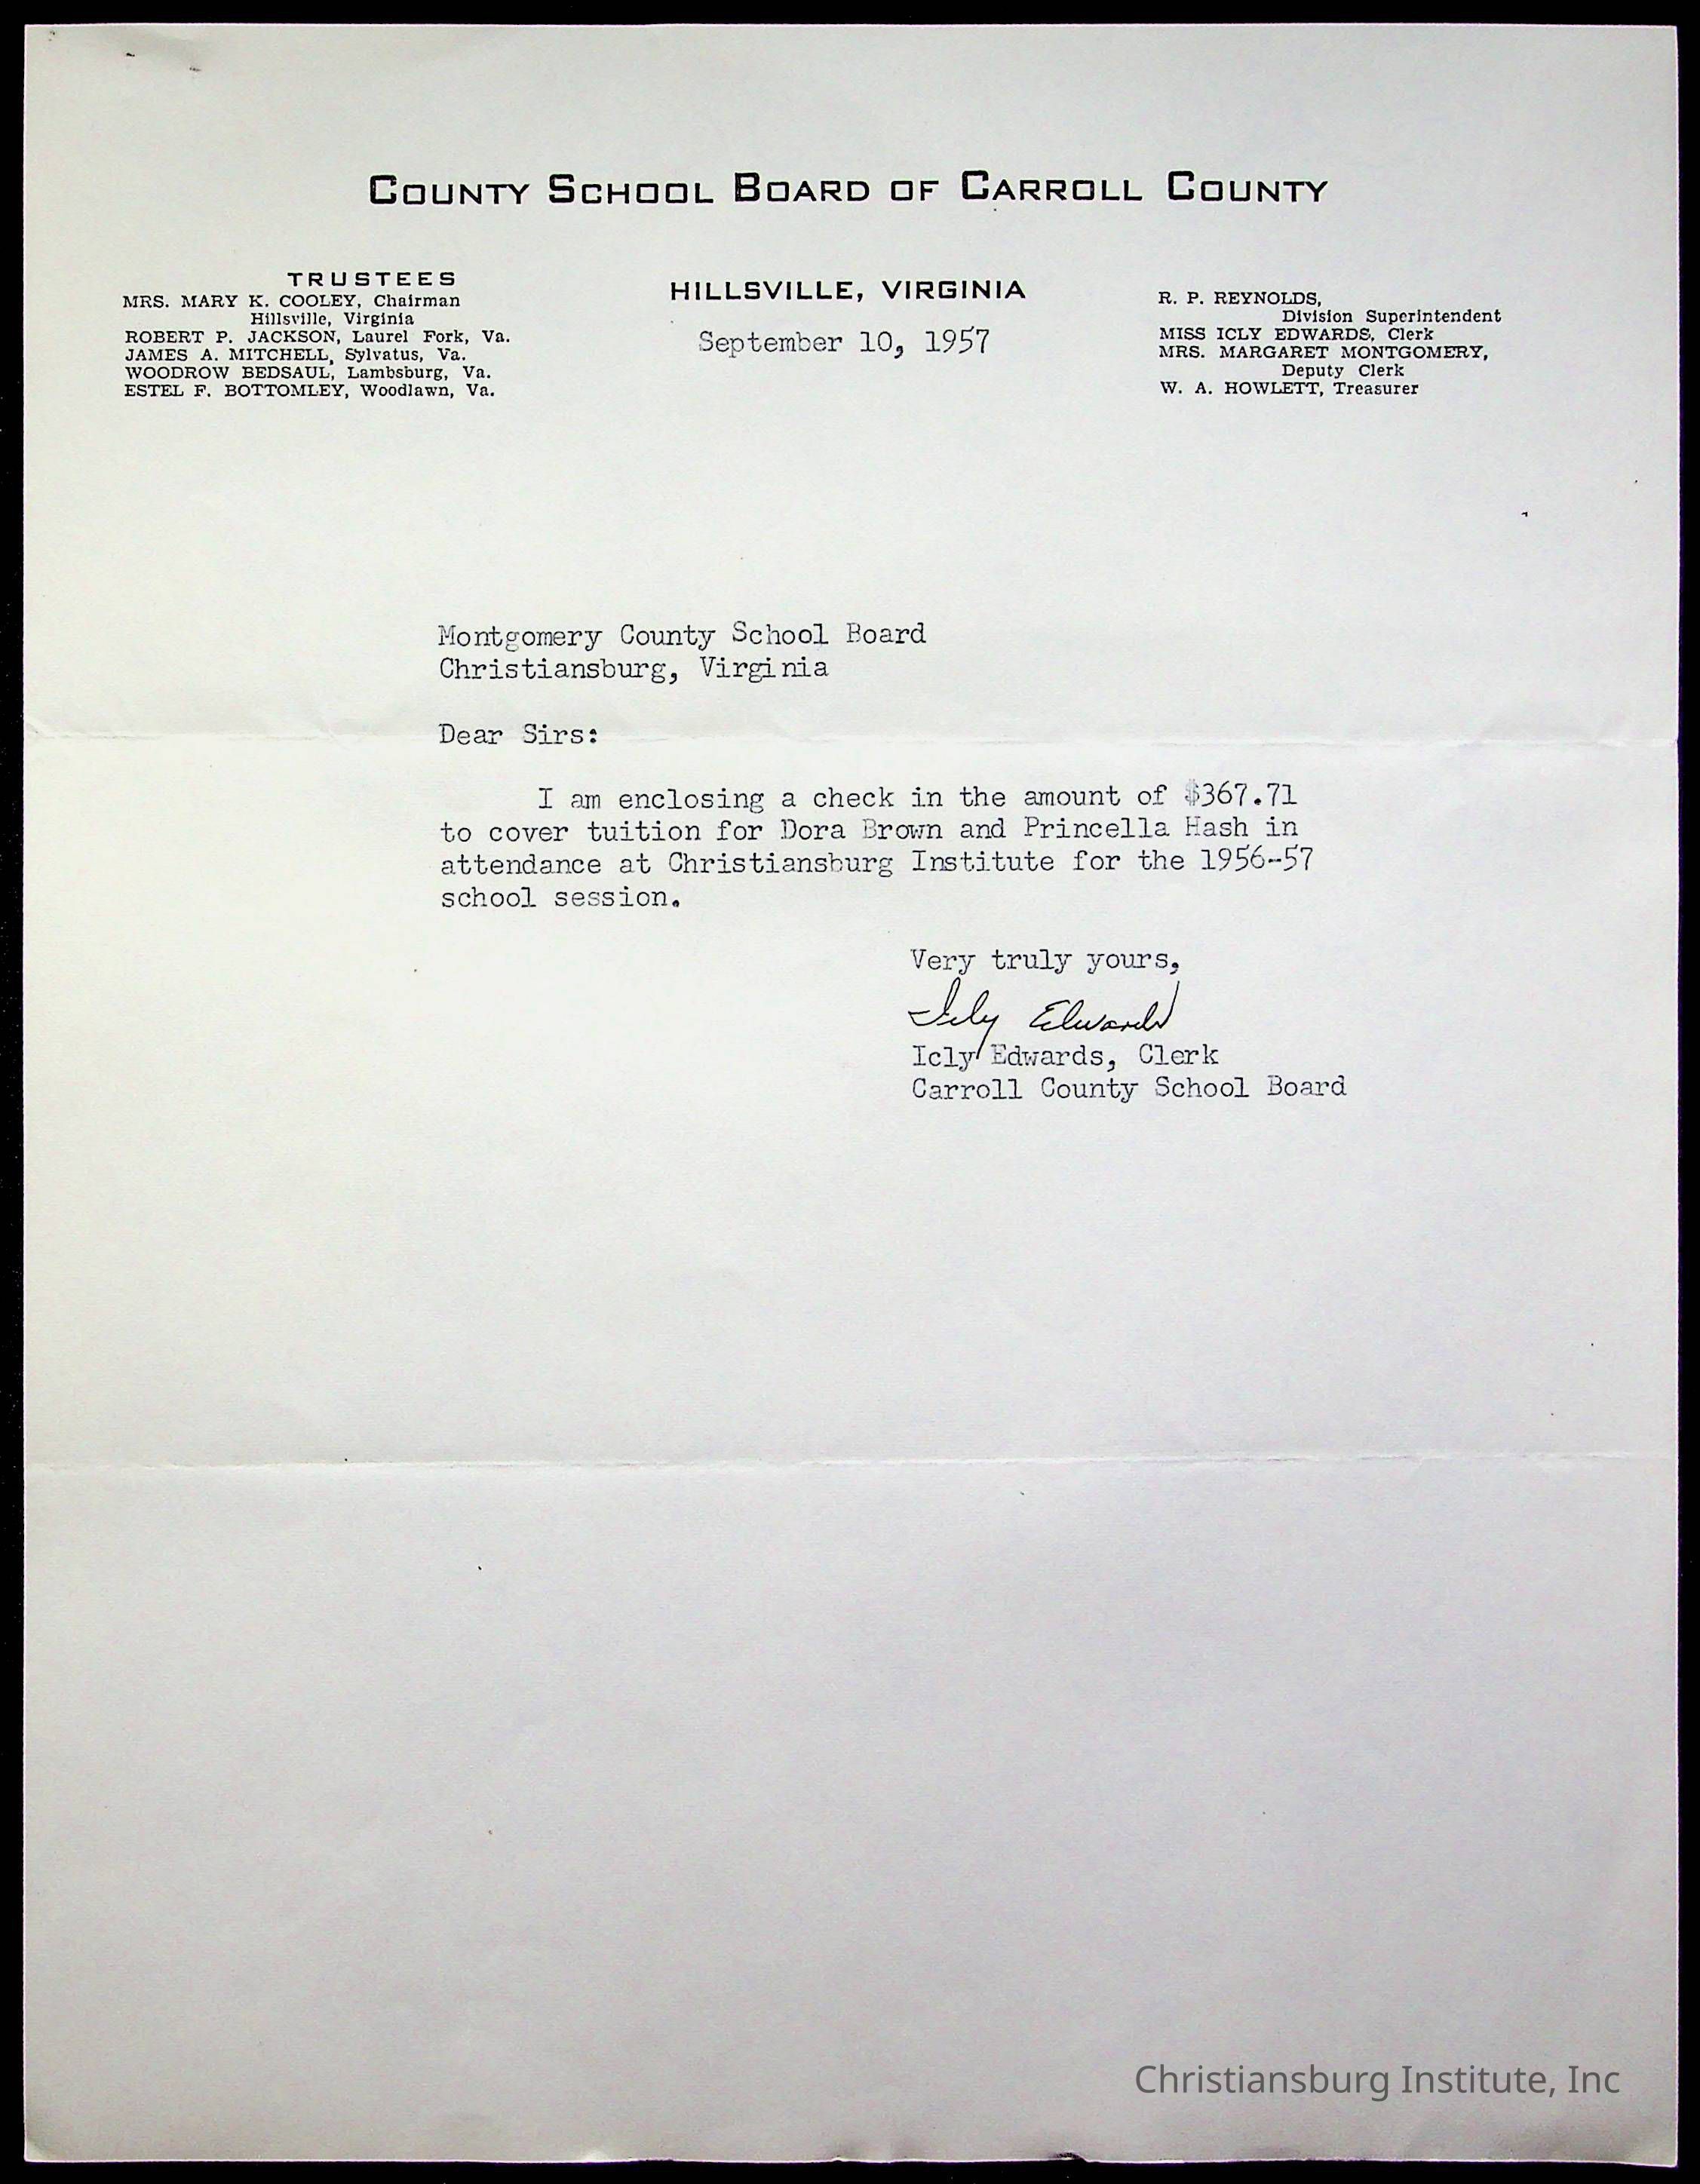 COUNTY SCHOOL BOARD OF CARROLL COUNTY
TRUSTEES
MRS. MARY K. COOLEY, Chairman
Hillsville, Virginia
ROBERT P. JACKSON, Laurel Fork, Va.
JAMES A. MITCHELL, Sylvatus, Va.
WOODROW BEDSAUL, Lambsburg, Va.
ESTEL F. BOTTOMLEY, Woodlawn, Va.
HILLSVILLE, VIRGINIA
September 10, 1957
R. P. REYNOLDS,
Division Superintendent
MISS ICLY EDWARDS, Clerk
MRS. MARGARET MONTGOMERY,
Deputy Clerk
W. A. HOWLETT, Treasurer
Montgomery County School Board
Christiansburg, Virginia
Dear Sirs:
I am enclosing a check in the amount of $367.71
to cover tuition for Dora Brown and Princella Hash in
attendance at Christiansburg Institute for the 1956-57
school session.
Very truly yours,
Icly Edwards
Icly Edwards, Clerk
Carroll County School Board
Christiansburg Institute, Inc